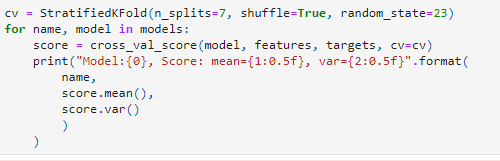 cv = StratifiedKFold(n_splits=7, shuffle=True, random_state=23)
for name, model in models:
    score = cross_val_score(model, features, targets, cv=cv)
    print("Model:{0}, Score: mean={1:0.5f}, var={2:0.5f}".format(
        name,
        score.mean(),
        score.var()
        )
    )